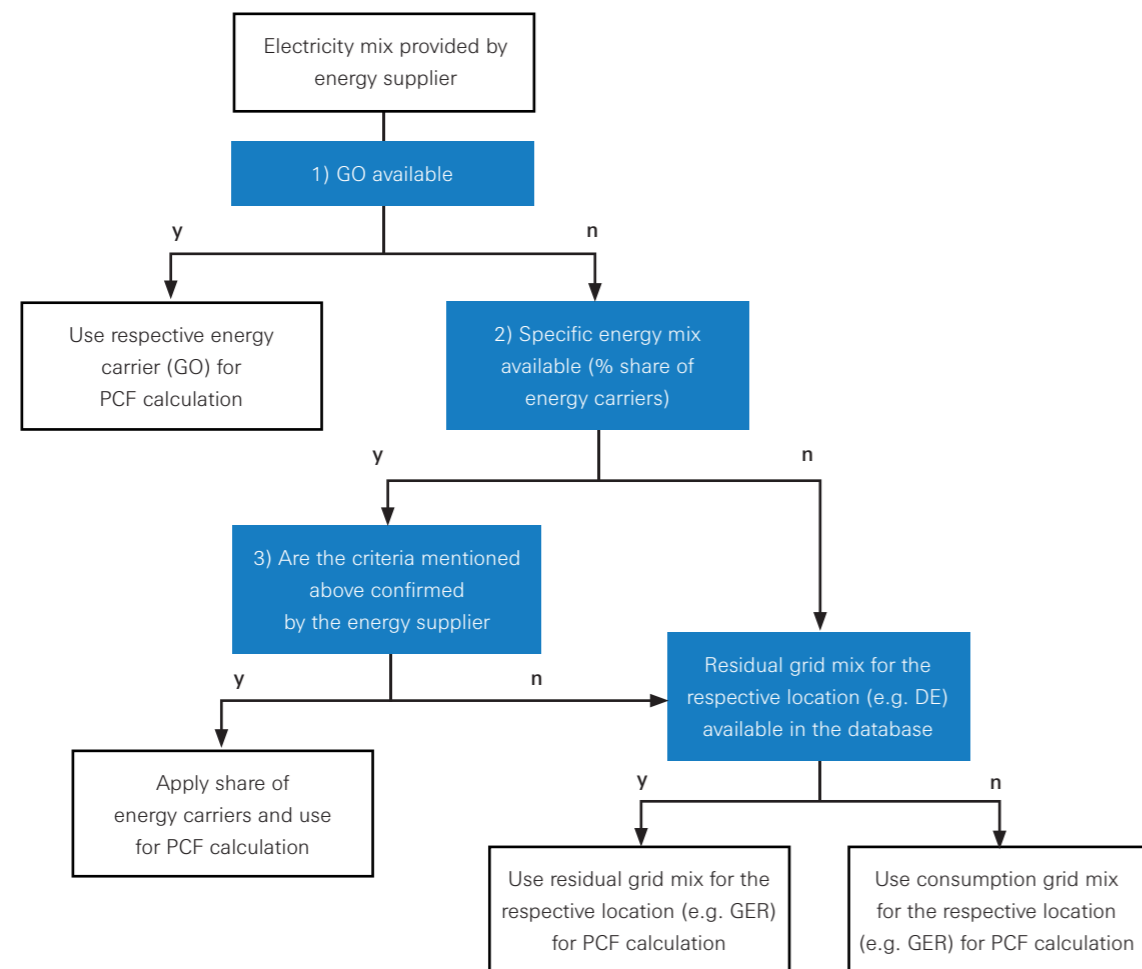 Electricity mix provided by
energy supplier
1) GO available
y
n
Use respective energy
carrier (GO) for
PCF calculation
2) Specific energy mix
available (% share of
energy carriers)
y
n
3) Are the criteria mentioned
above confirmed
by the energy supplier
y
n
Residual grid mix for the
respective location (e.g. DE)
available in the database
Apply share of
energy carriers and use
for PCF calculation
y
n
Use residual grid mix for the
respective location (e.g. GER)
for PCF calculation
Use consumption grid mix
for the respective location
(e.g. GER) for PCF calculation